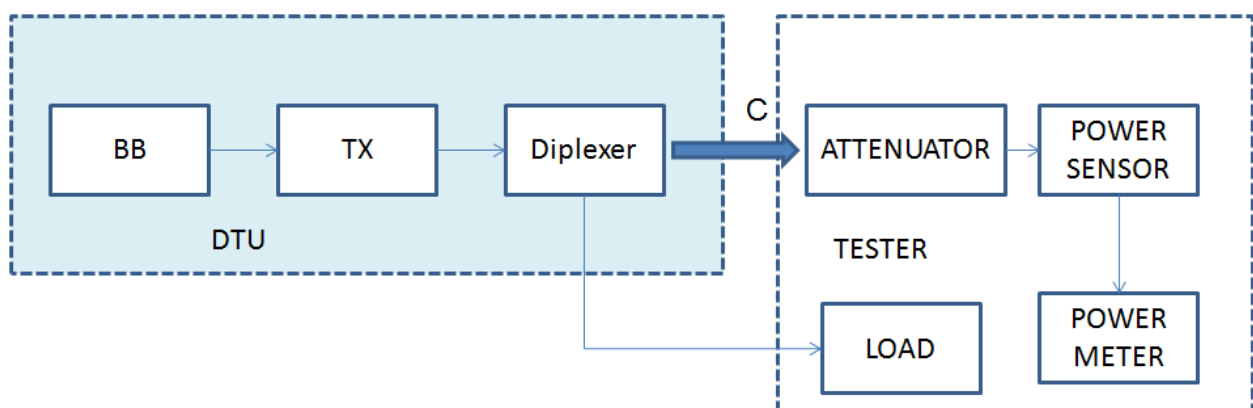 BB
TX
Diplexer
C
ATTENUATOR
POWER
SENSOR
DTU
TESTER
LOAD
POWER
METER